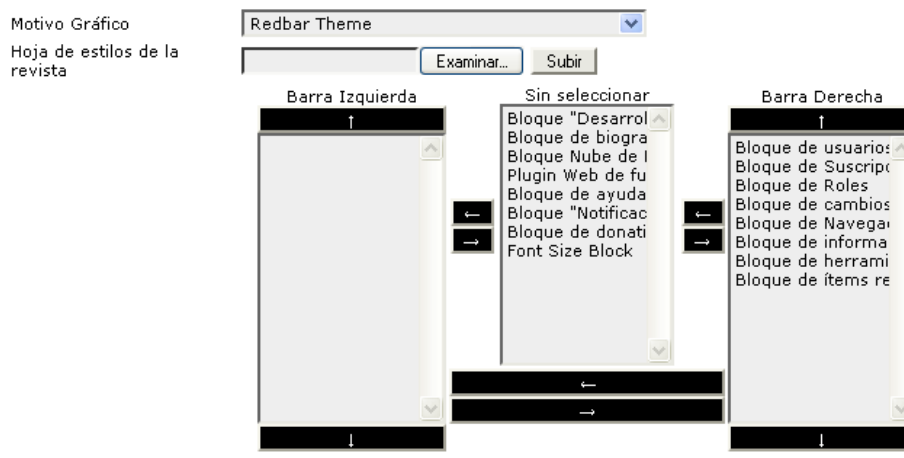 Motivo Gráfico
Redbar Theme
Hoja de estilos de la
revista
Examinar...
Subir
Barra Izquierda
Sin seleccionar
Barra Derecha
↑
↑
Bloque "Desarrol
Bloque de biogra
Bloque Nube de
Plugin Web de fu
Bloque de ayuda
Bloque "Notificac
Bloque de donati
Font Size Block
Bloque de usuarios
Bloque de Suscripc
Bloque de Roles
Bloque de cambios
Bloque de Navega
Bloque de informa
Bloque de herrami
Bloque de ítems re
←
→
←
→
←
→
↓
↓